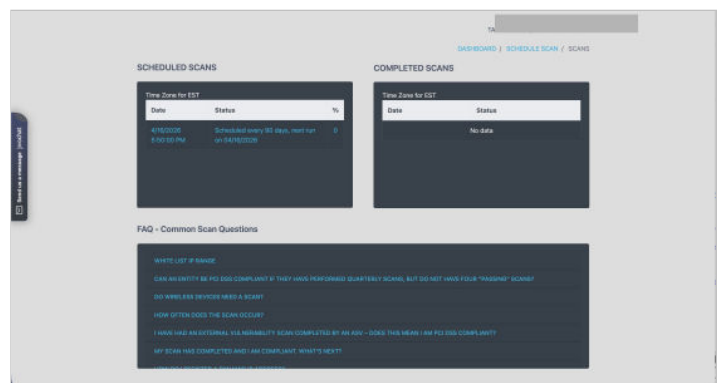 TA
DASHBOARD / SCHEDULE SCAN / SCANS
SCHEDULED SCANS
COMPLETED SCANS
Time Zone for EST
Date Status %
4/16/2026 Scheduled every 90 days, next run 0
6:50:00 PM on 04/16/2026
Time Zone for EST
Date Status
No data
Send us a message
FAQ - Common Scan Questions
WHITE LIST IP RANGE
CAN AN ENTITY BE PCI DSS COMPLIANT IF THEY HAVE PERFORMED QUARTERLY SCANS, BUT DO NOT HAVE FOUR "PASSING" SCANS?
DO WIRELESS DEVICES NEED A SCAN?
HOW OFTEN DOES THE SCAN OCCUR?
I HAVE HAD AN EXTERNAL VULNERABILITY SCAN COMPLETED BY AN ASV - DOES THIS MEAN I AM PCI DSS COMPLIANT?
MY SCAN HAS COMPLETED AND I AM COMPLIANT. WHAT'S NEXT?